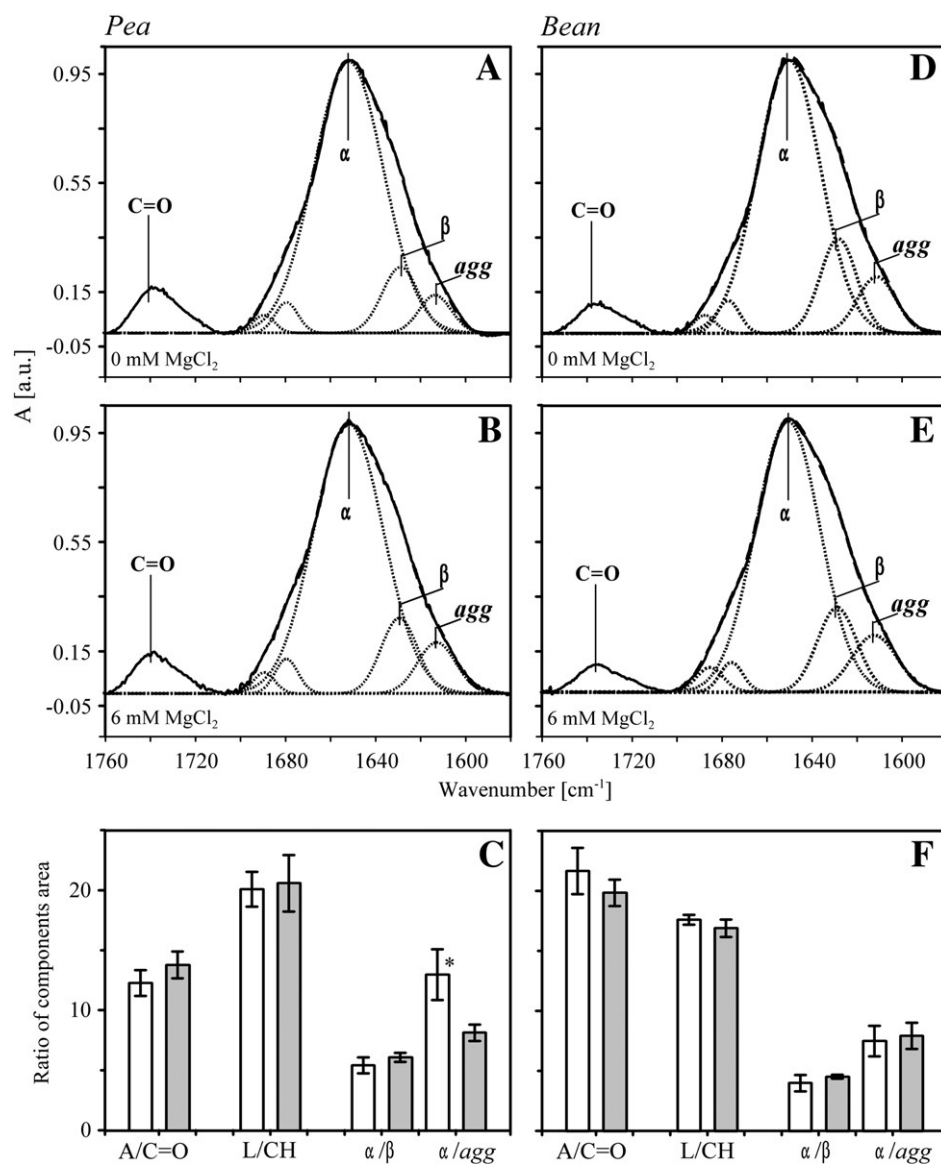 Pea
Bean
A
0.95
0.55
0.15
-0.05
C=O
α
β
agg
0 mM MgCl₂
D
C=O
α
β
agg
0 mM MgCl₂
A [a.u.]
B
0.95
0.55
0.15
-0.05
C=O
α
β
agg
6 mM MgCl₂
E
C=O
α
β
agg
6 mM MgCl₂
1760 1720 1680 1640 1600
1760 1720 1680 1640 1600
Wavenumber [cm⁻¹]
C
Ratio of components area
20
10
0
*
A/C=O L/CH α/β α/agg
F
A/C=O L/CH α/β α/agg